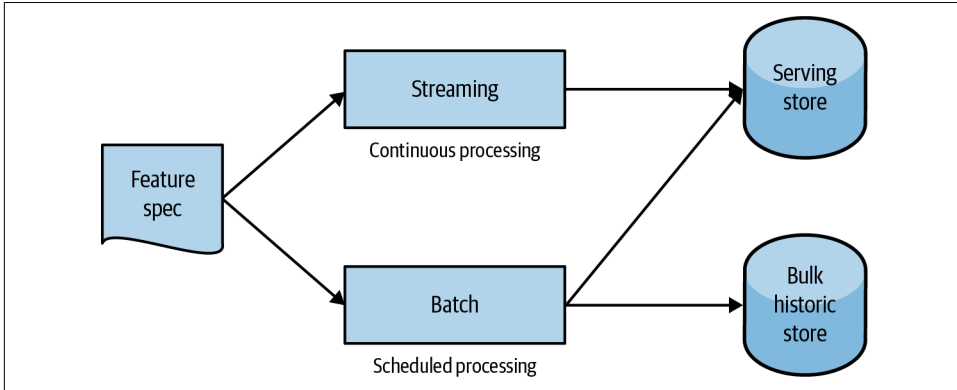 Streaming
Continuous processing
Serving
store
Feature
spec
Batch
Scheduled processing
Bulk
historic
store